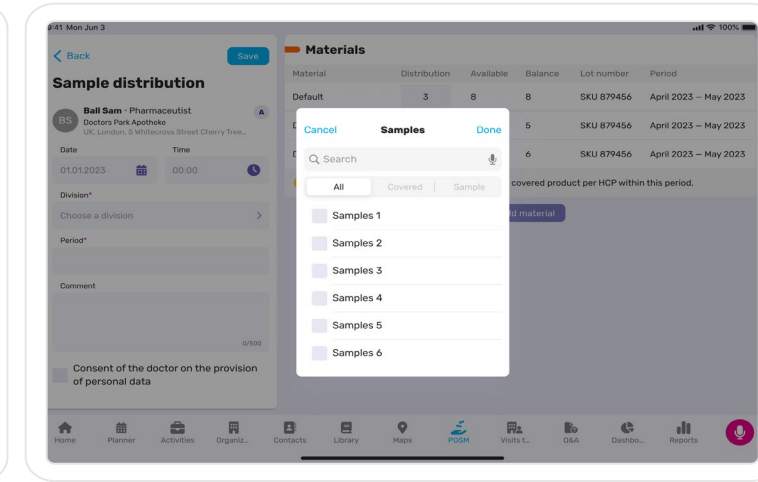 9:41 Mon Jun 3
100%
Back
Save
Sample distribution
BS
Ball Sam · Pharmaceutist
A
Doctors Park Apotheke
UK, London, 5 Whitecross Street Cherry Tree...
Date
Time
01.01.2023
00:00
Division*
Choose a division
Period*
Comment
0/500
Consent of the doctor on the provision
of personal data
Materials
Material Distribution Available Balance Lot number Period
Default 3 8 8 SKU 879456 April 2023 — May 2023
5 SKU 879456 April 2023 — May 2023
6 SKU 879456 April 2023 — May 2023
covered product per HCP within this period.
material
Cancel
Samples
Done
Search
All
Covered
Sample
Samples 1
Samples 2
Samples 3
Samples 4
Samples 5
Samples 6
Home
Planner
Activities
Organiz...
Contacts
Library
Maps
POSM
Visits t...
Q&A
Dashbo...
Reports